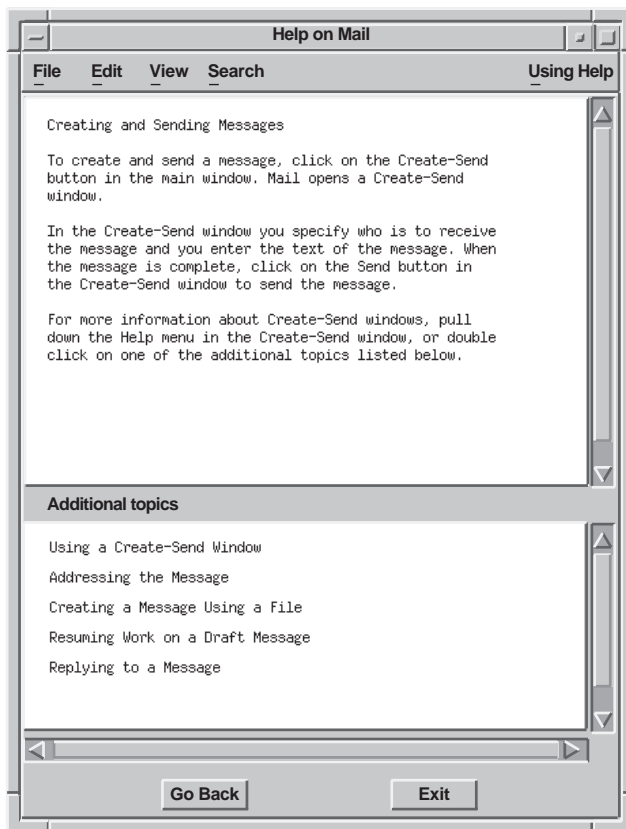 Help on Mail
File Edit View Search Using Help
Creating and Sending Messages
To create and send a message, click on the Create-Send
button in the main window. Mail opens a Create-Send
window.
In the Create-Send window you specify who is to receive
the message and you enter the text of the message. When
the message is complete, click on the Send button in
the Create-Send window to send the message.
For more information about Create-Send windows, pull
down the Help menu in the Create-Send window, or double
click on one of the additional topics listed below.
Additional topics
Using a Create-Send Window
Addressing the Message
Creating a Message Using a File
Resuming Work on a Draft Message
Replying to a Message
Go Back Exit